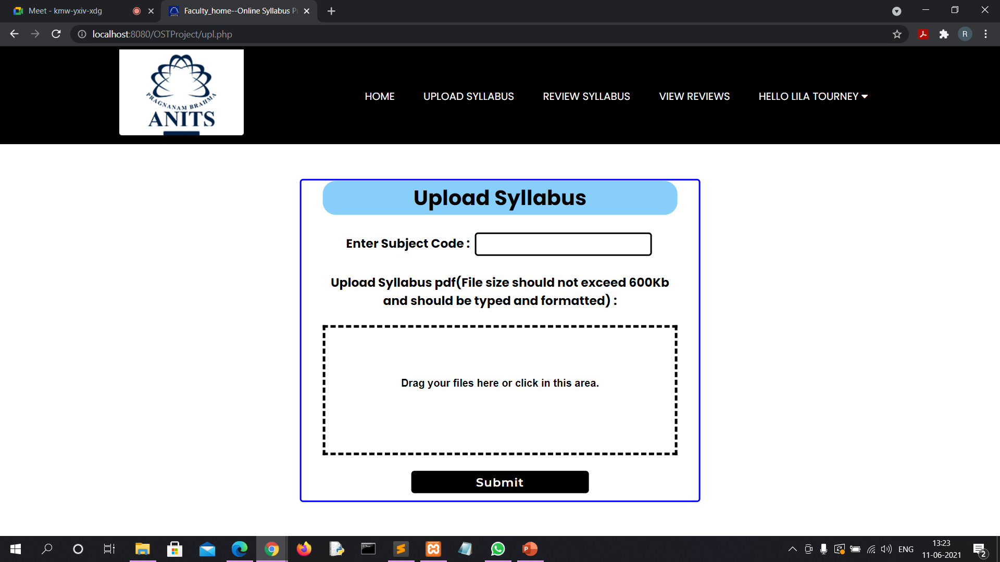 Meet - kmw-yxiv-xdg
Faculty_home--Online Syllabus P
localhost:8080/OSTProject/upl.php
R
PRAGNANAM BRAHMA
ANITS
HOME
UPLOAD SYLLABUS
REVIEW SYLLABUS
VIEW REVIEWS
HELLO LILA TOURNEY
Upload Syllabus
Enter Subject Code :
Upload Syllabus pdf(File size should not exceed 600Kb
and should be typed and formatted) :
Drag your files here or click in this area.
Submit
ENG
13:23
11-06-2021
2